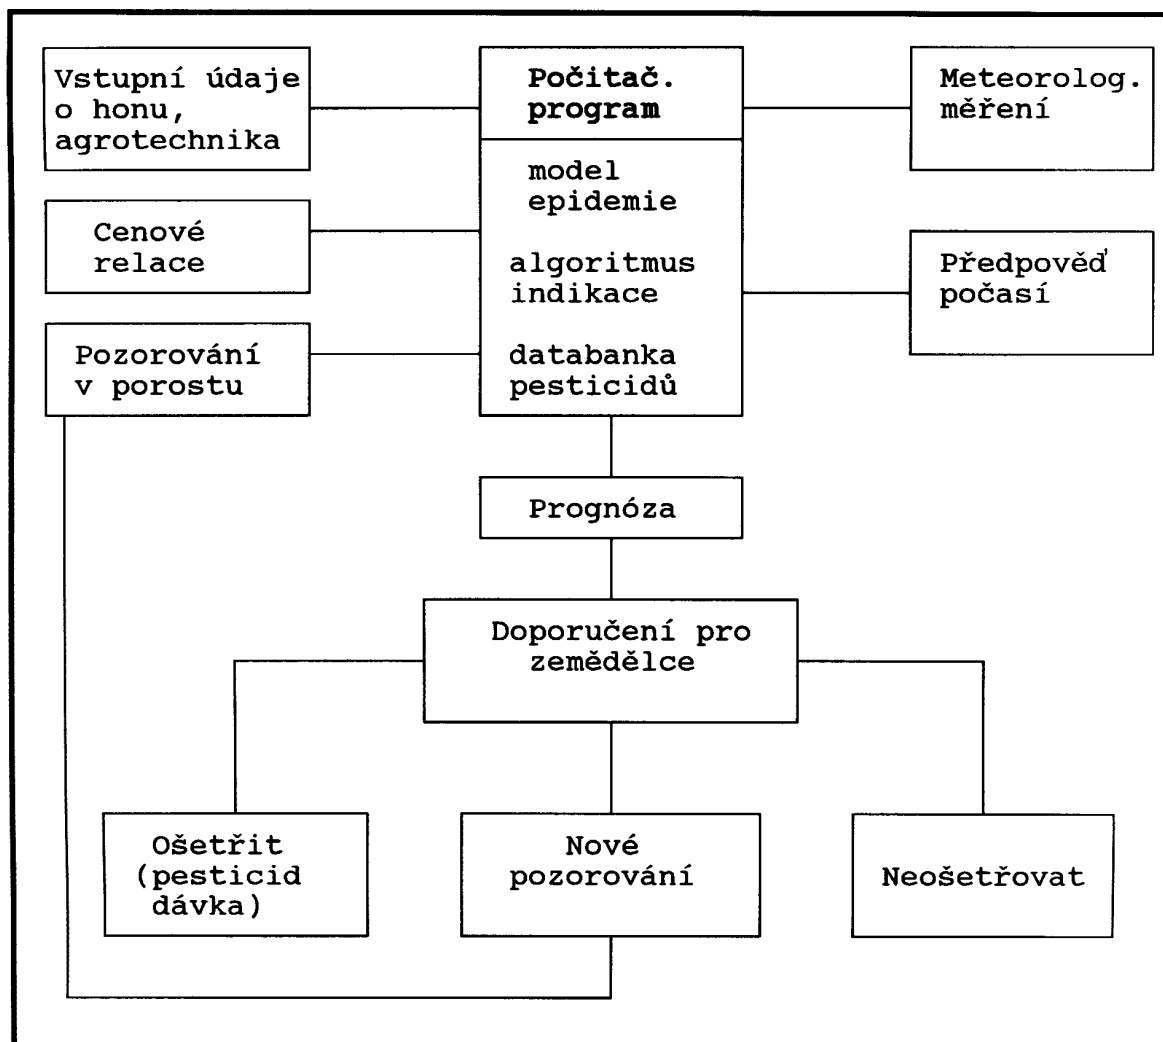 Vstupní údaje
o honu,
agrotechnika
Počitač.
program
Meteorolog.
měření
model
epidemie
Cenové
relace
algoritmus
indikace
Předpověď
počasí
Pozorování
v porostu
databanka
pesticidů
Prognóza
Doporučení pro
zemědělce
Ošetřit
(pesticid
dávka)
Nové
pozorování
Neošetřovat